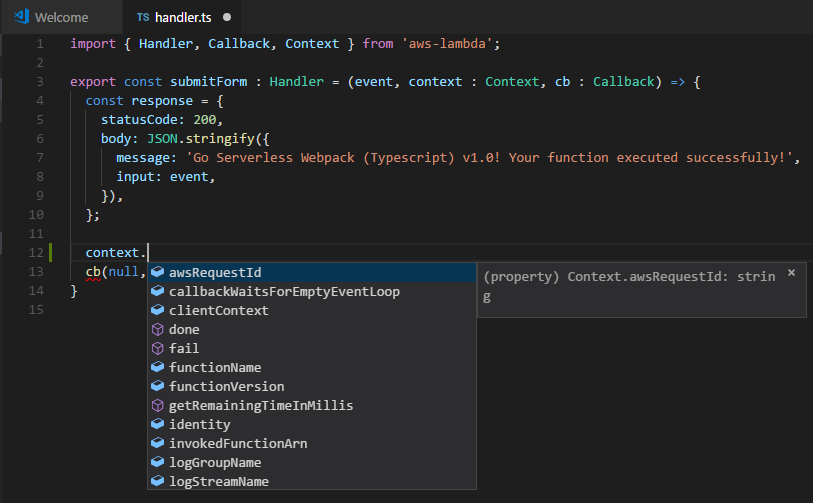 Welcome
TS handler.ts
1 import { Handler, Callback, Context } from 'aws-lambda';
2
3 export const submitForm : Handler = (event, context : Context, cb : Callback) => {
4 const response = {
5 statusCode: 200,
6 body: JSON.stringify({
7 message: 'Go Serverless Webpack (Typescript) v1.0! Your function executed successfully!',
8 input: event,
9 }),
10 };
11
12 context.
13 cb(null,
14 }
15
awsRequestId
callbackWaitsForEmptyEventLoop
clientContext
done
fail
functionName
functionVersion
getRemainingTimeInMillis
identity
invokedFunctionArn
logGroupName
logStreamName
(property) Context.awsRequestId: strin
g